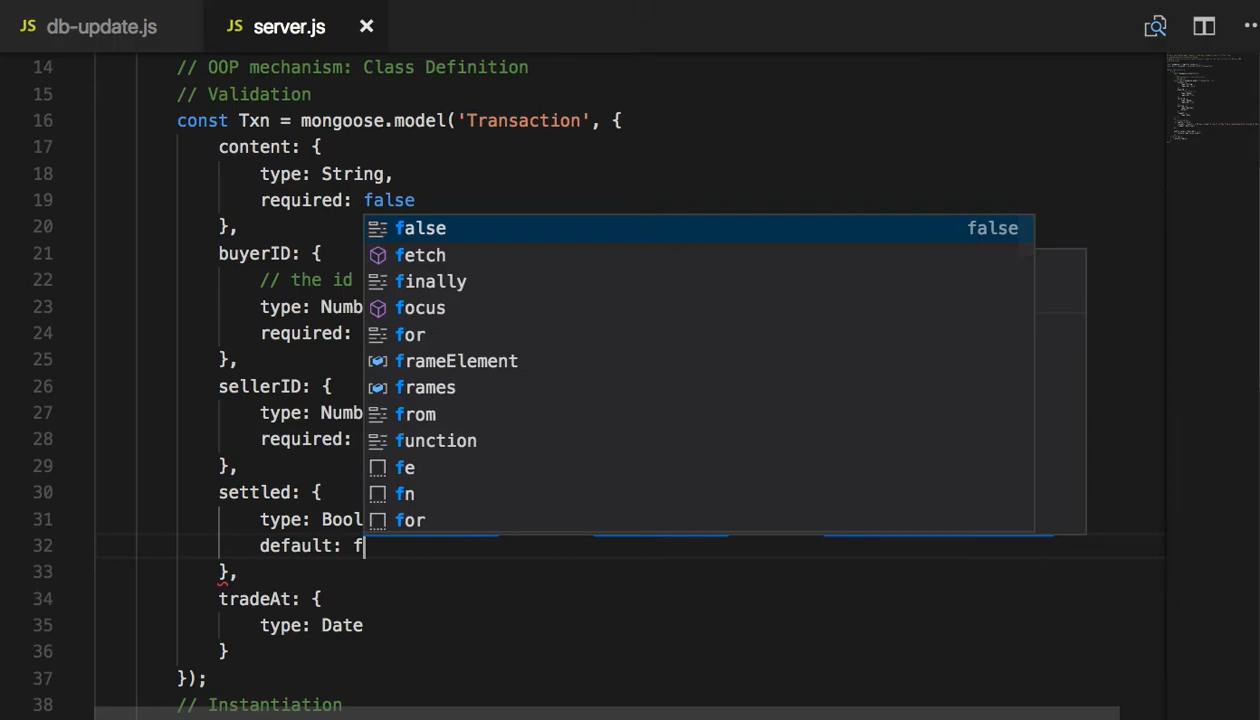 JS db-update.js JS server.js
14 // OOP mechanism: Class Definition
15 // Validation
16 const Txn = mongoose.model('Transaction', {
17 content: {
18 type: String,
19 required: false
20 },
false false
21 buyerID: {
fetch
22 // the id
finally
23 type: Numb
focus
24 required:
for
25 },
frameElement
26 sellerID: {
frames
27 type: Numb
from
28 required:
function
29 },
fe
30 settled: {
fn
31 type: Bool
for
32 default: f
33 },
34 tradeAt: {
35 type: Date
36 }
37 });
38 // Instantiation